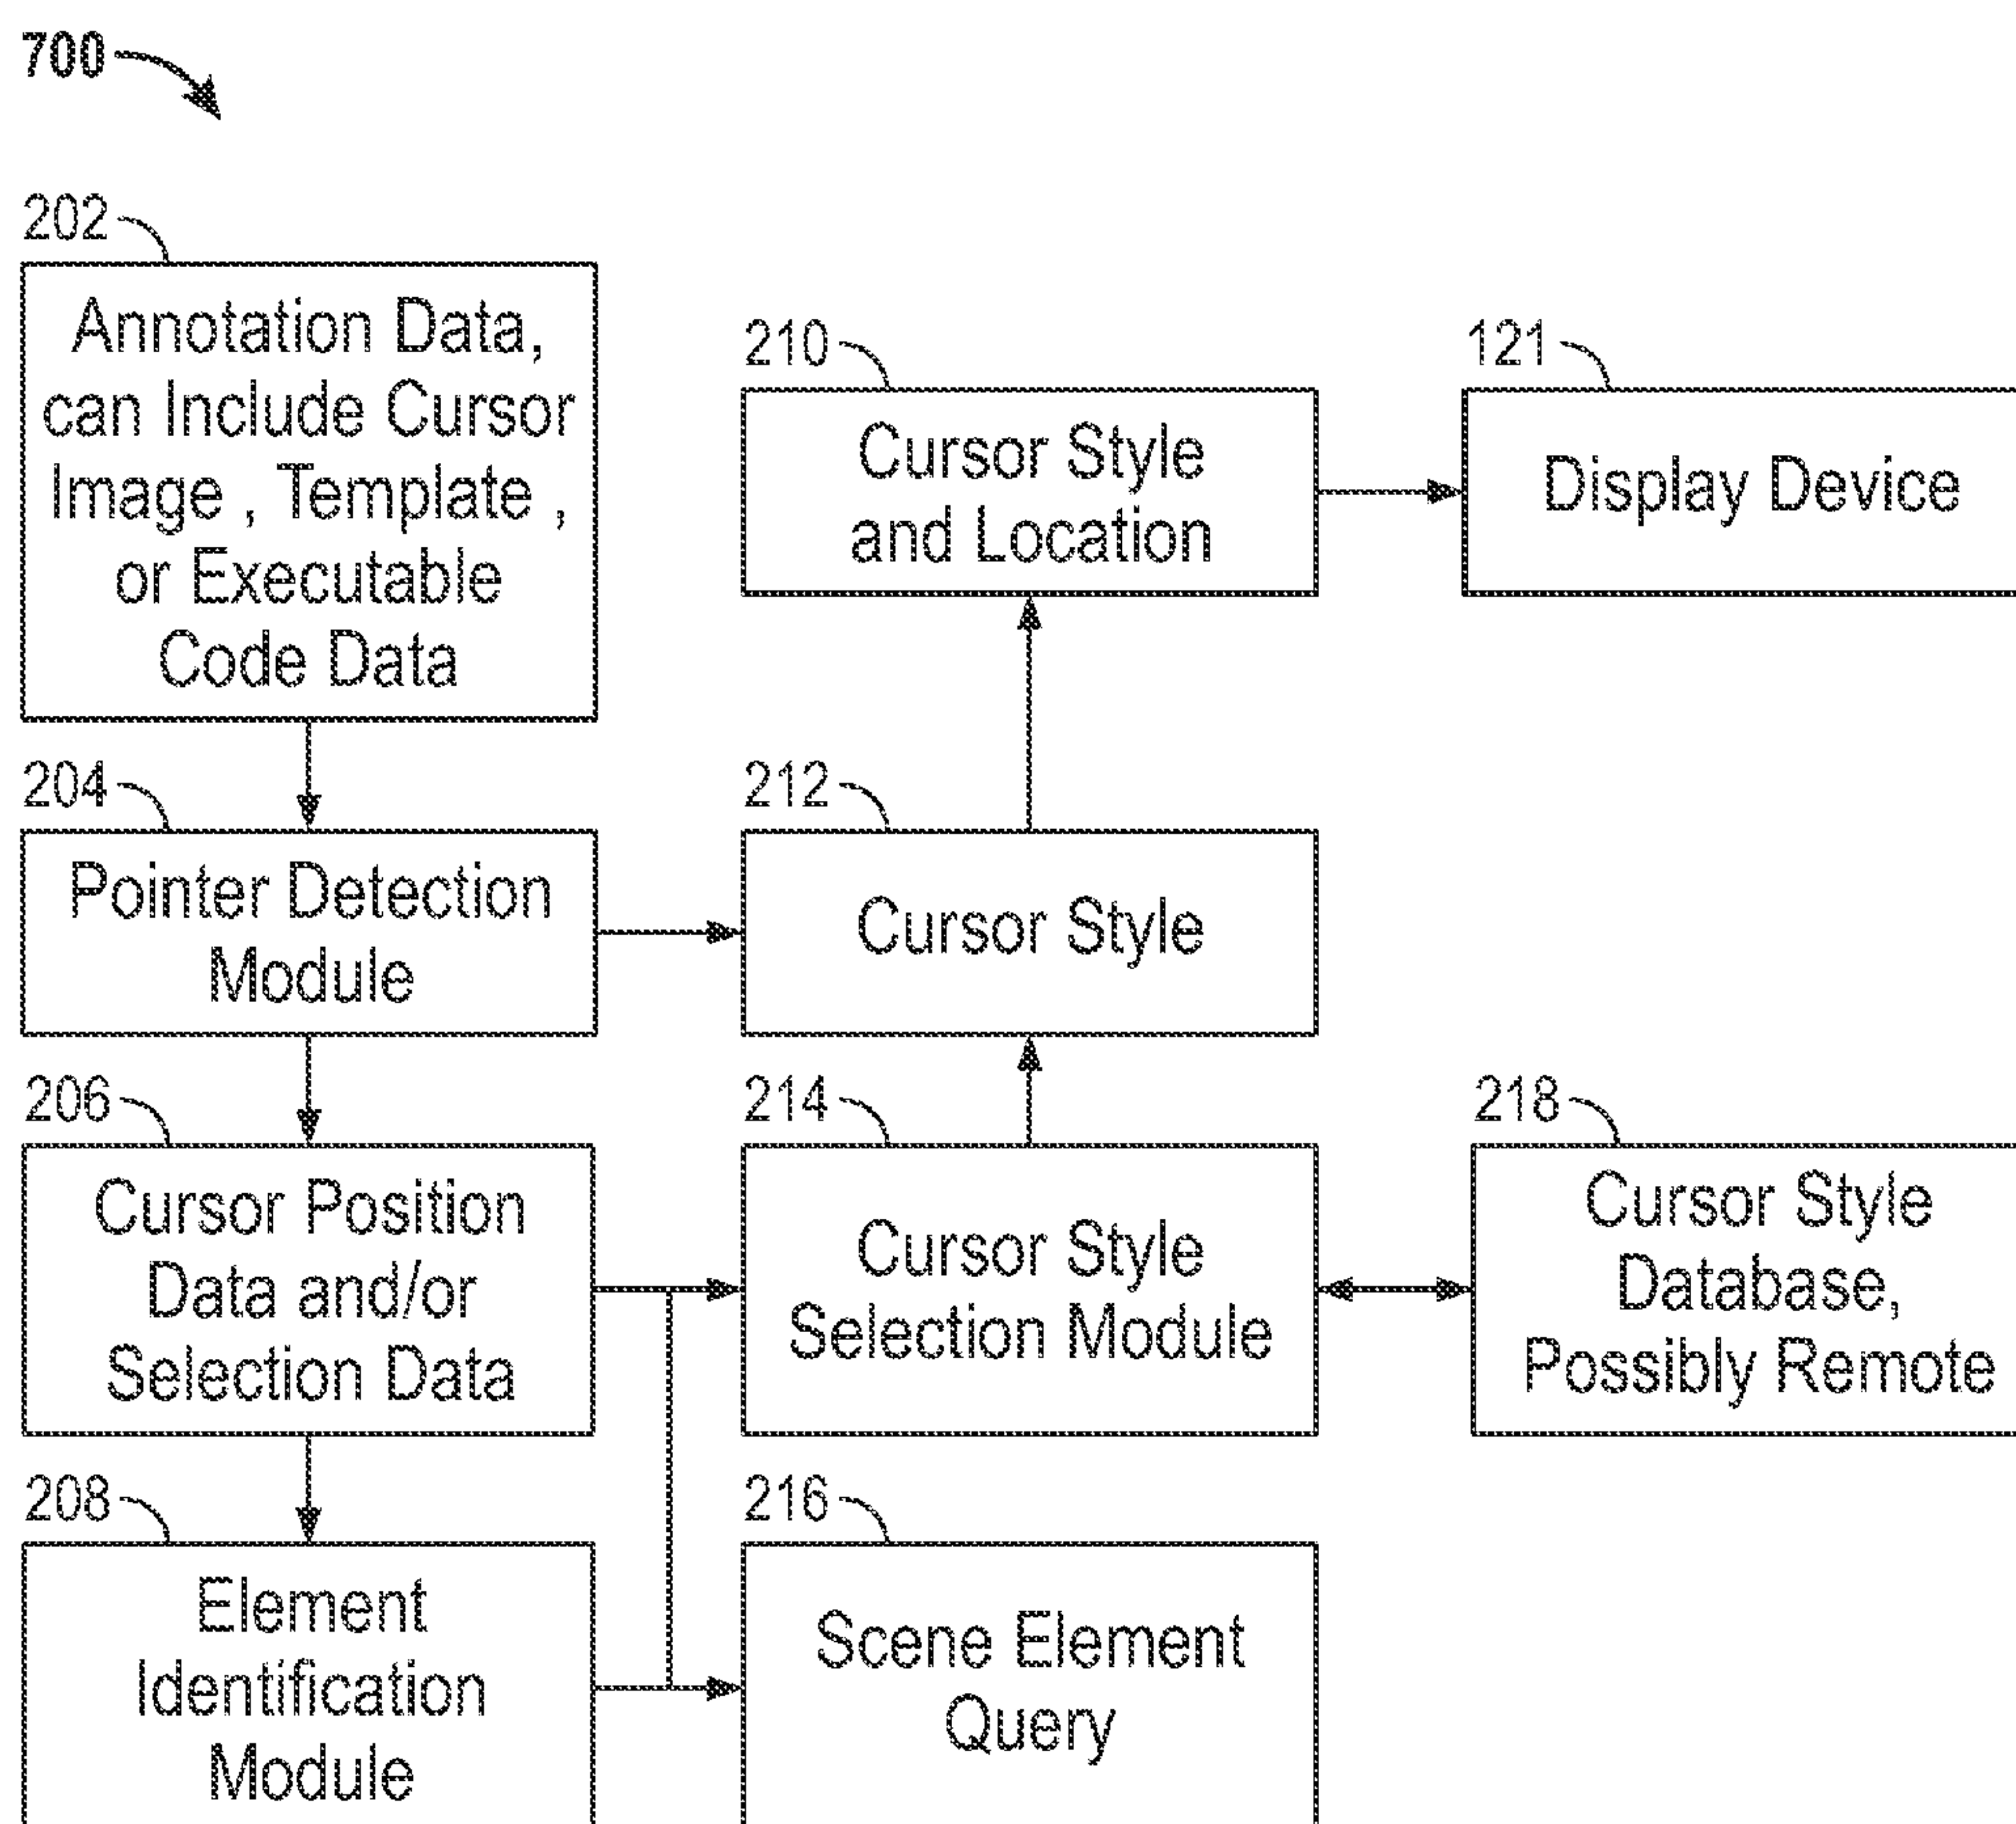 700
202
Annotation Data,
can Include Cursor
Image , Template ,
or Executable
Code Data
210
Cursor Style
and Location
121
Display Device
204
Pointer Detection
Module
212
Cursor Style
206
Cursor Position
Data and/or
Selection Data
214
Cursor Style
Selection Module
218
Cursor Style
Database,
Possibly Remote
208
Element
Identification
Module
216
Scene Element
Query